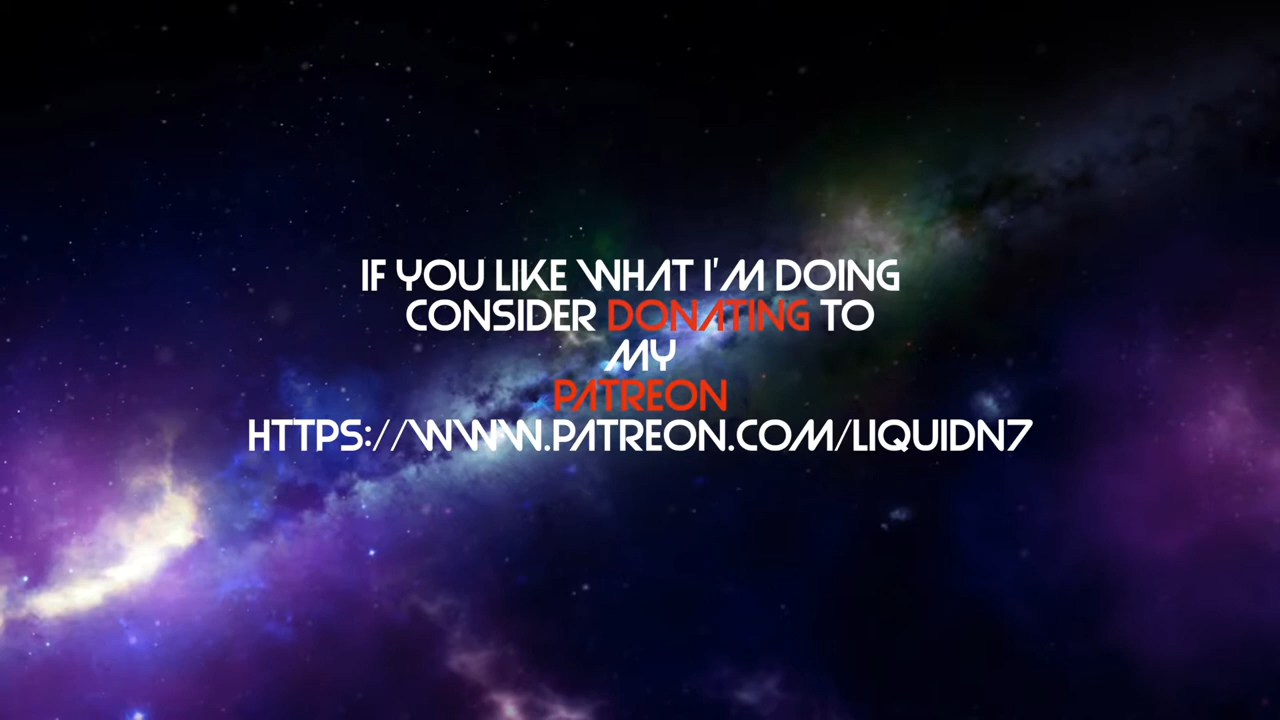 IF YOU LIKE WHAT I'M DOING
CONSIDER DONATING TO
MY
PATREON
HTTPS://WWW.PATREON.COM/LIQUIDN7